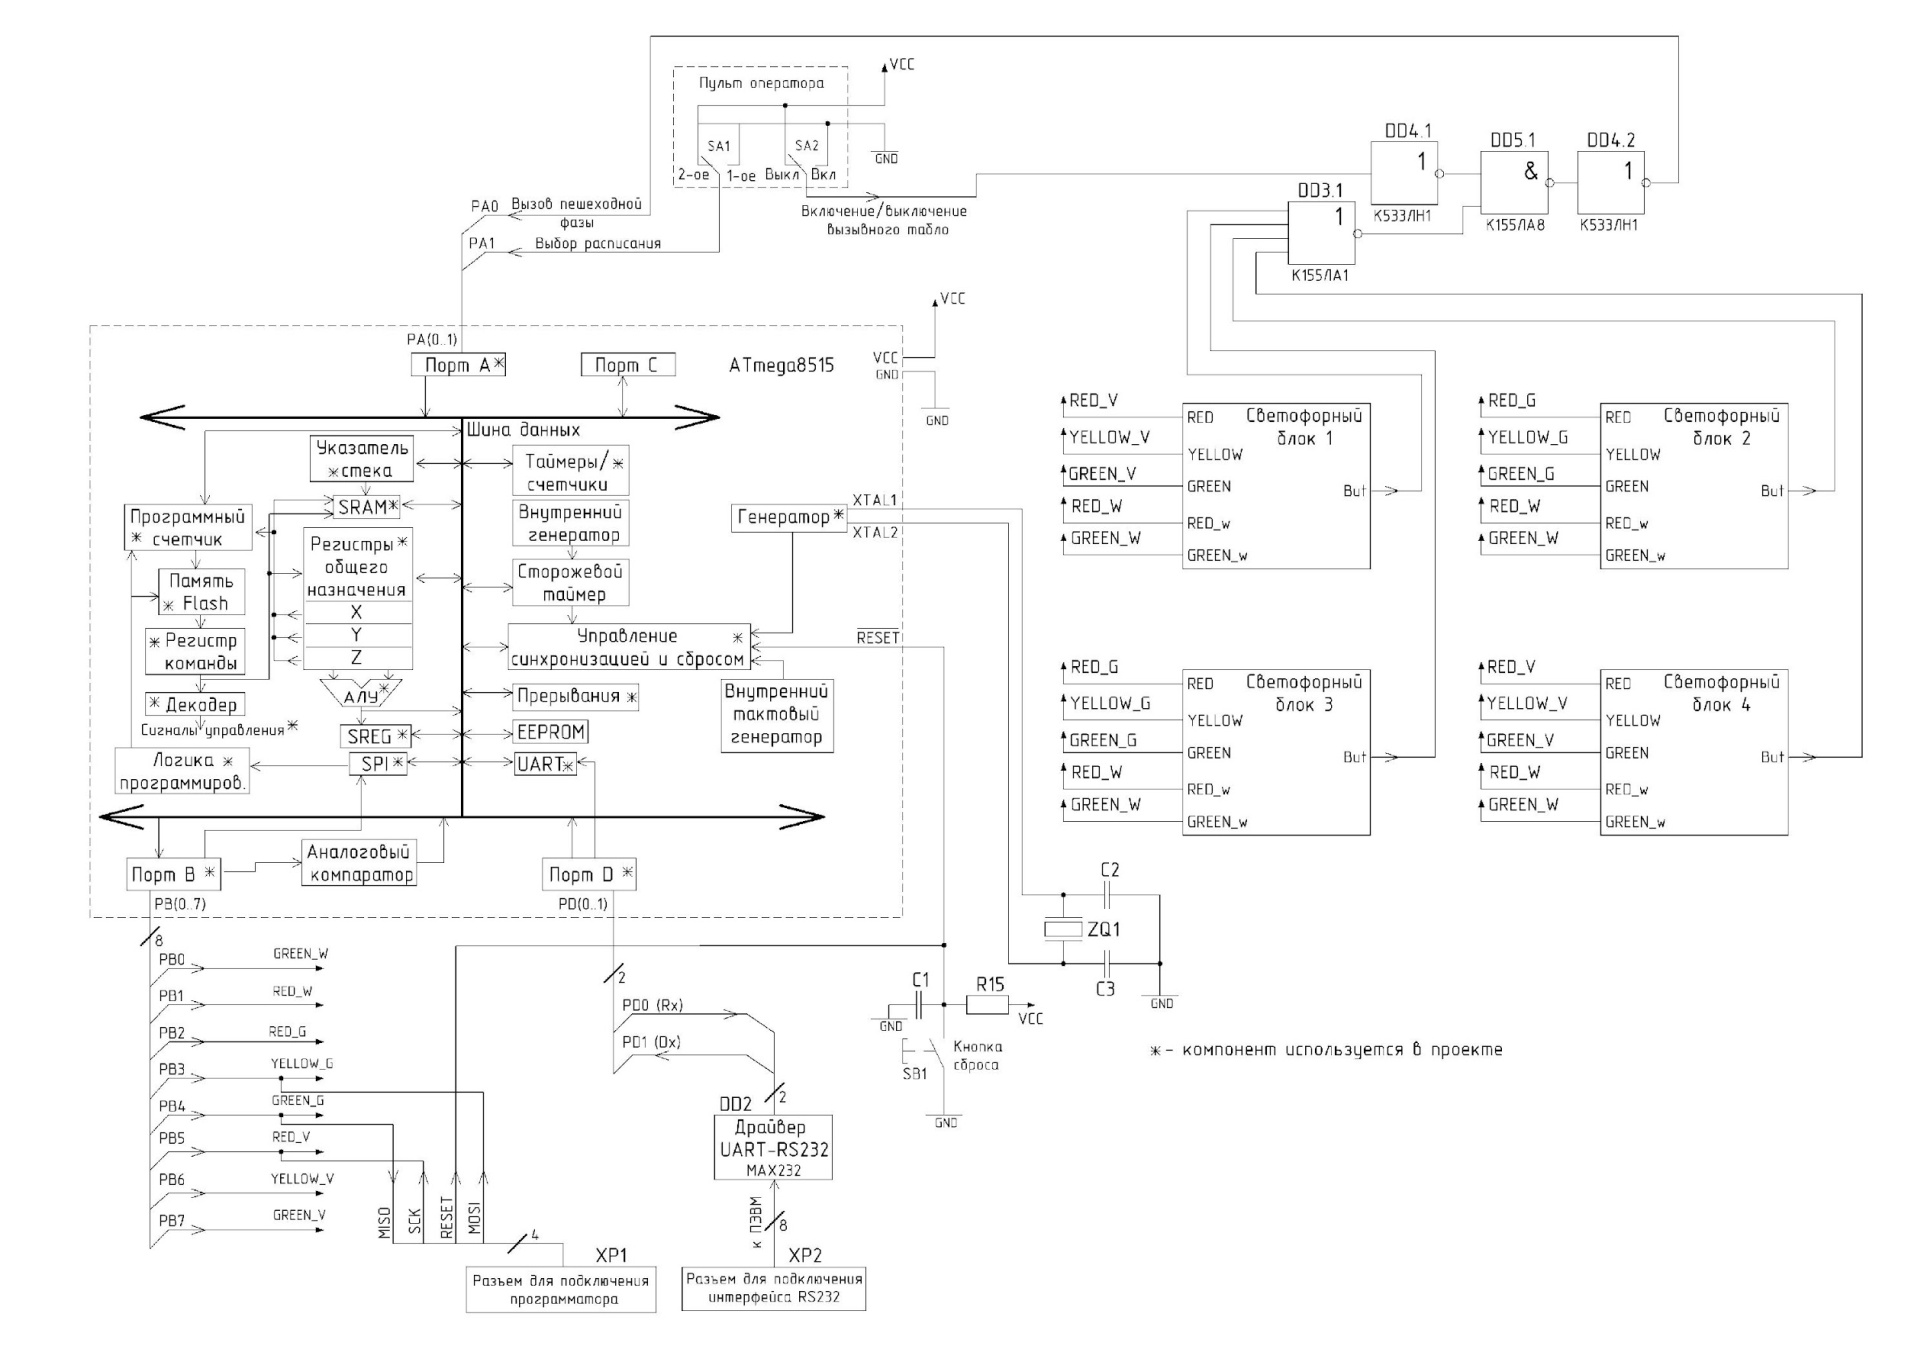 VCC
Пульт оператора
SA1
SA2
2-ое
1-ое
Выкл
Вкл
GND
Включение/выключение
вызывного табло
PA0
Вызов пешеходной
фазы
PA1
Выбор расписания
DD4.1
1
К533ЛН1
DD5.1
&
К155ЛА8
DD4.2
1
К533ЛН1
DD3.1
1
К155ЛА1
VCC
PA(0..1)
Порт A*
Порт C
ATmega8515
VCC
GND
GND
Шина данных
Указатель
*стека
Таймеры/*
счетчики
SRAM*
Программный
* счетчик
Внутренний
генератор
Генератор*
XTAL1
XTAL2
Регистры*
общего
назначения
X
Y
Z
Память
* Flash
Сторожевой
таймер
* Регистр
команды
Управление *
синхронизацией и сбросом
RESET
* Декодер
АЛУ*
Прерывания *
Внутренний
тактовый
генератор
Сигналы управления*
SREG *
EEPROM
Логика *
программиров.
SPI*
UART*
Порт B *
Аналоговый
компаратор
Порт D *
PB(0..7)
PD(0..1)
RED_V
YELLOW_V
GREEN_V
RED_W
GREEN_W
RED
YELLOW
GREEN
RED_w
GREEN_w
Светофорный
блок 1
But
RED_G
YELLOW_G
GREEN_G
RED_W
GREEN_W
RED
YELLOW
GREEN
RED_w
GREEN_w
Светофорный
блок 2
But
RED_G
YELLOW_G
GREEN_G
RED_W
GREEN_W
RED
YELLOW
GREEN
RED_w
GREEN_w
Светофорный
блок 3
But
RED_V
YELLOW_V
GREEN_V
RED_W
GREEN_W
RED
YELLOW
GREEN
RED_w
GREEN_w
Светофорный
блок 4
But
8
PB0
GREEN_W
PB1
RED_W
PB2
RED_G
PB3
YELLOW_G
PB4
GREEN_G
PB5
RED_V
PB6
YELLOW_V
PB7
GREEN_V
MISO
SCK
RESET
MOSI
4
XP1
Разъем для подключения
программатора
2
PD0 (Rx)
PD1 (Dx)
2
DD2
Драйвер
UART-RS232
MAX232
к ПЭВМ
8
XP2
Разъем для подключения
интерфейса RS232
C1
GND
R15
VCC
SB1
Кнопка
сброса
GND
C2
ZQ1
C3
GND
* - компонент используется в проекте